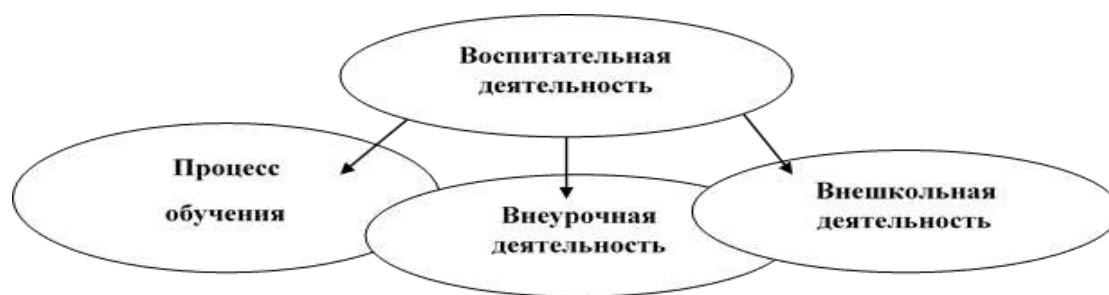 Воспитательная
деятельность
Процесс
обучения
Внеурочная
деятельность
Внешкольная
деятельность